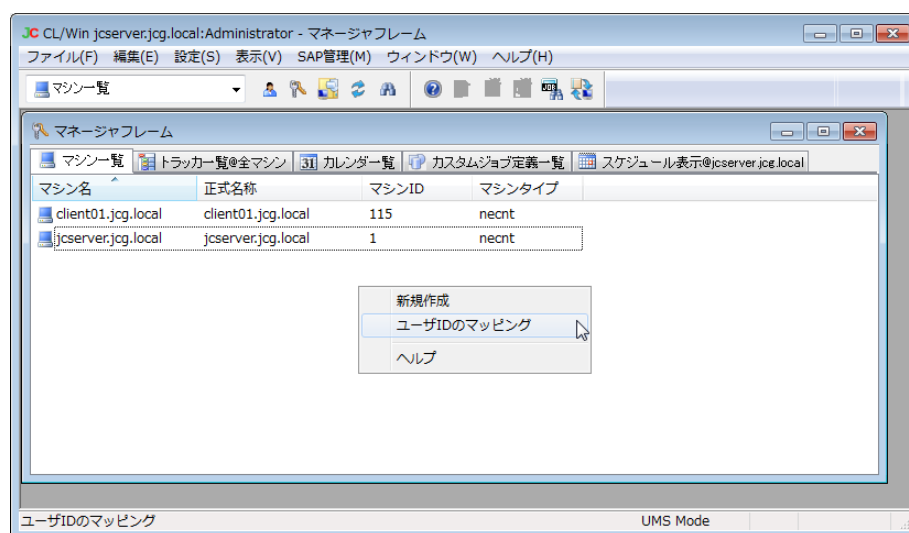 JC CL/Win jcserver.jcg.local:Administrator - マネージャフレーム
ファイル(F) 編集(E) 設定(S) 表示(V) SAP管理(M) ウィンドウ(W) ヘルプ(H)
マシン一覧
マネージャフレーム
マシン一覧 トラッカー一覧@全マシン 31 カレンダー一覧 カスタムジョブ定義一覧 スケジュール表示@jcserver.jcg.local
マシン名 正式名称 マシンID マシンタイプ
client01.jcg.local client01.jcg.local 115 necnt
jcserver.jcg.local jcserver.jcg.local 1 necnt
新規作成
ユーザIDのマッピング
ヘルプ
ユーザIDのマッピング UMS Mode